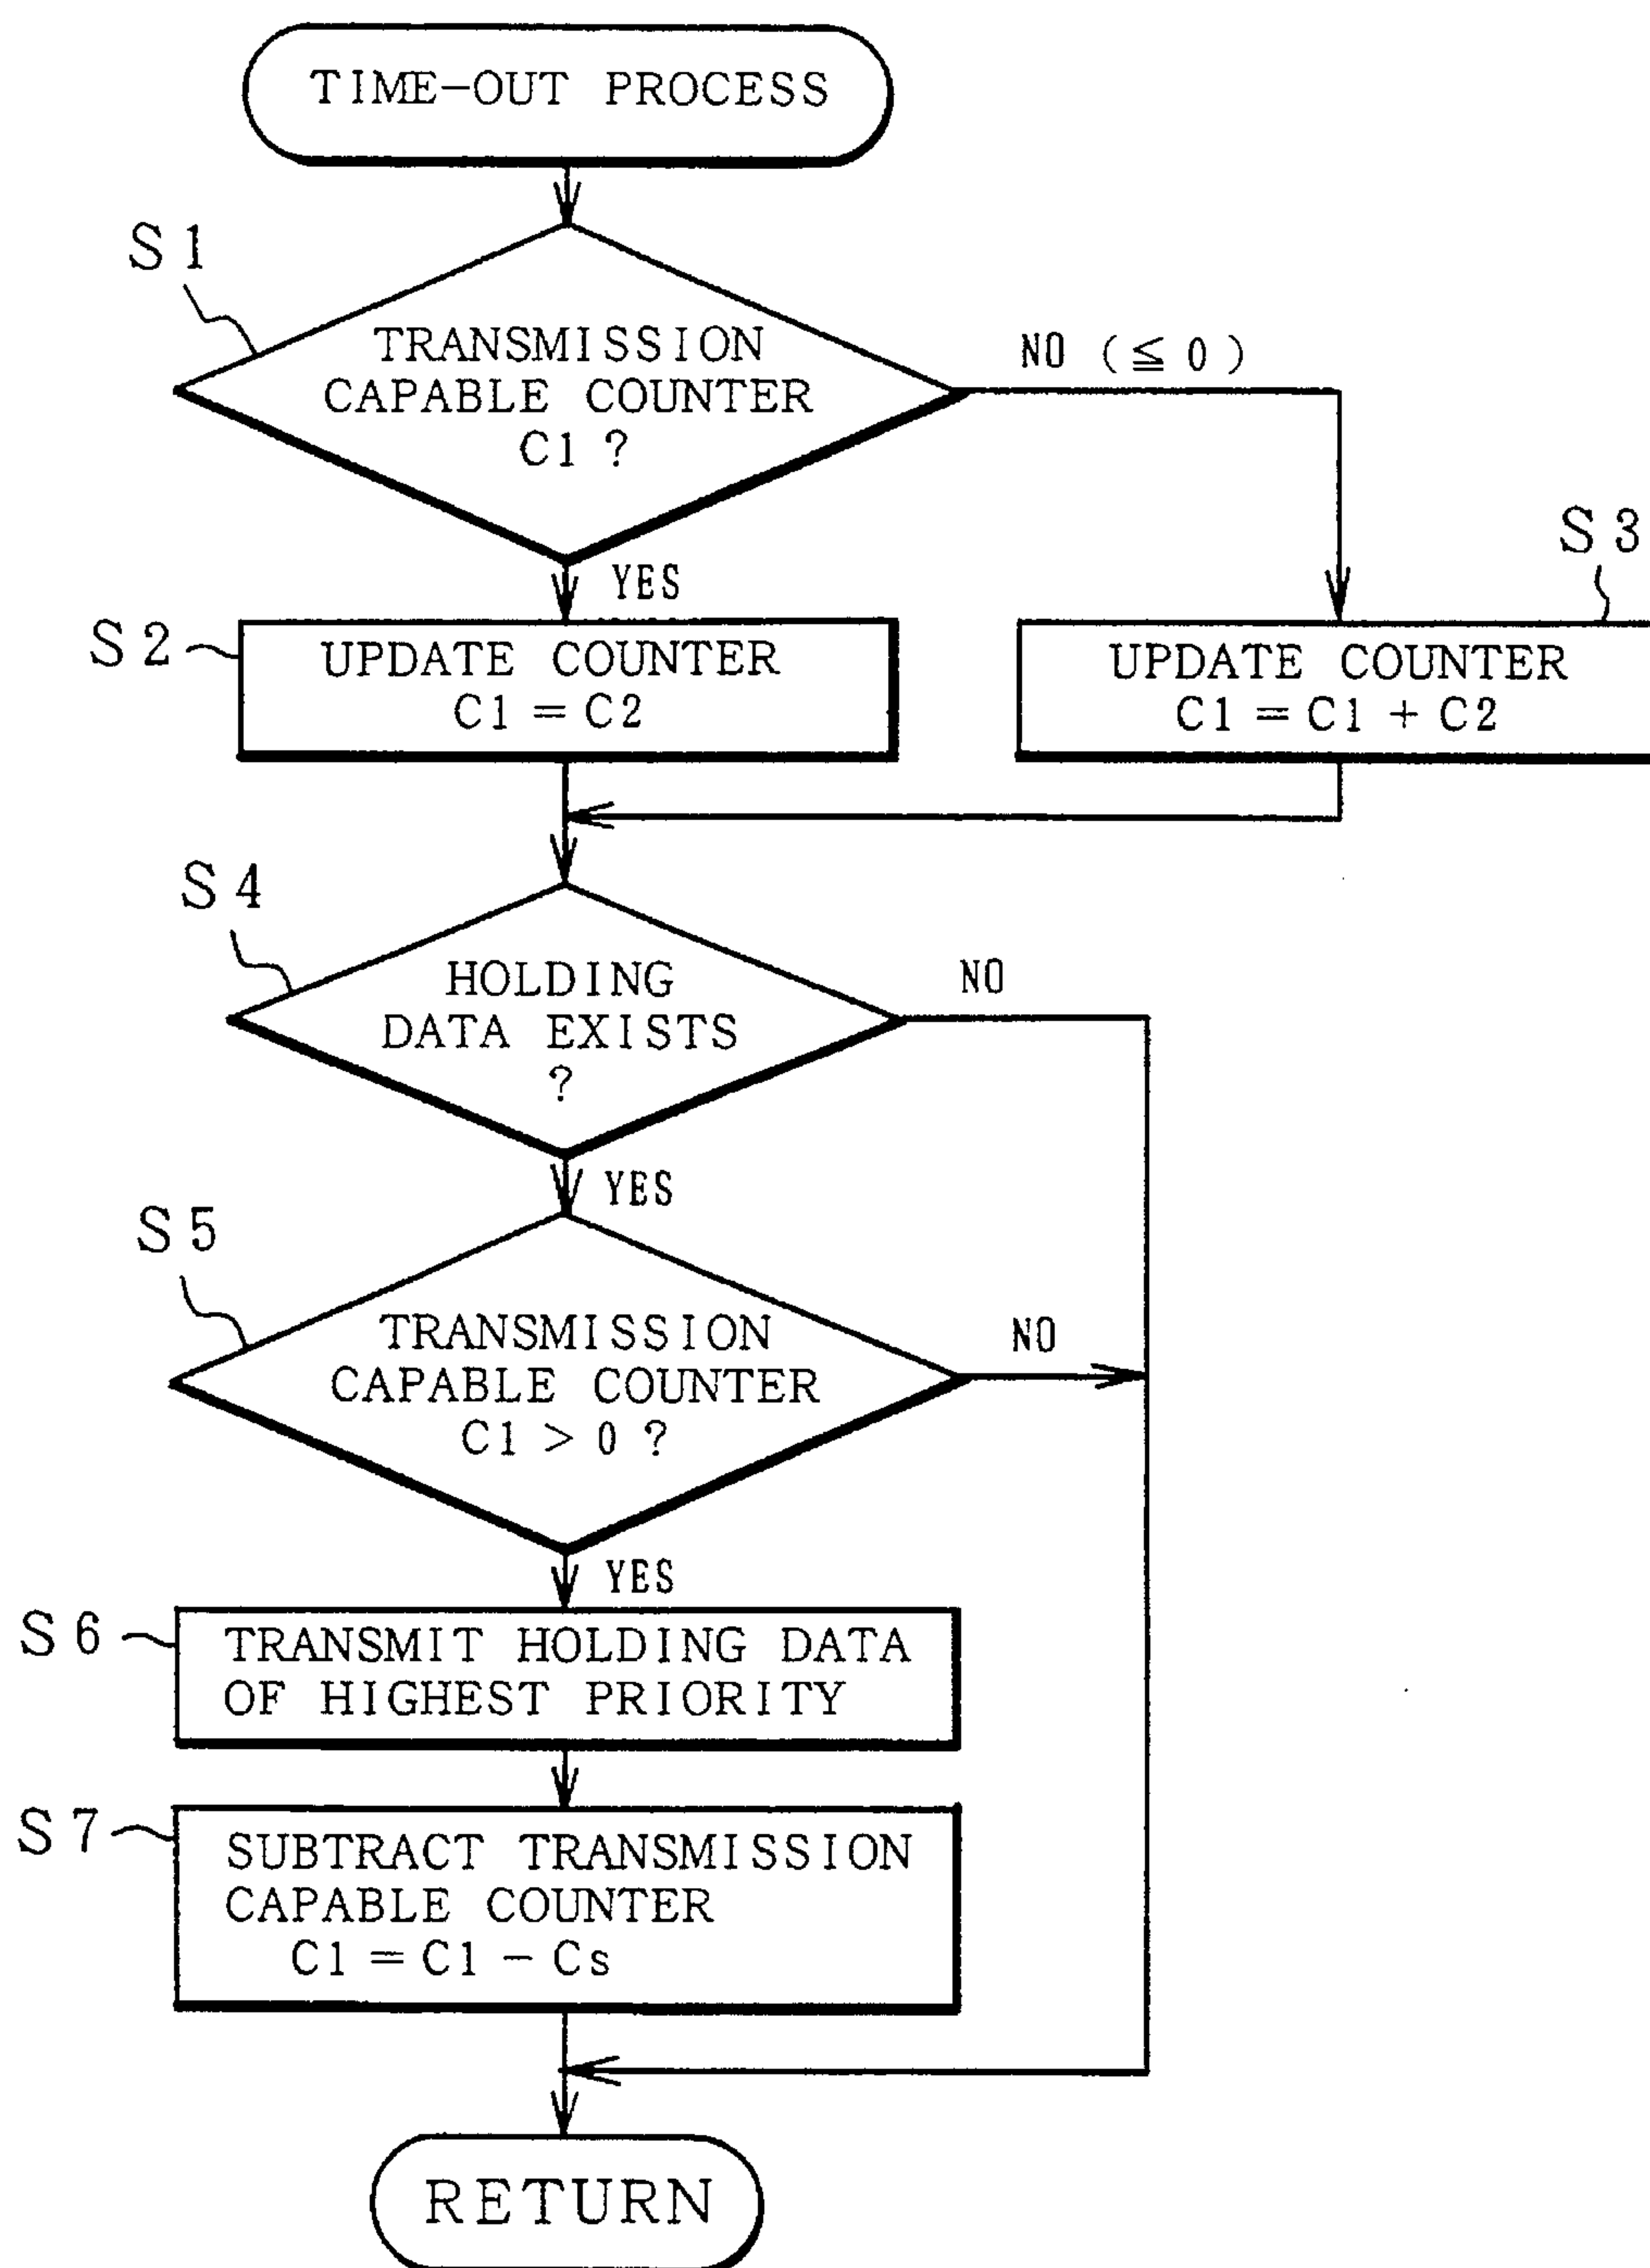 TIME-OUT PROCESS
S1
TRANSMISSION
CAPABLE COUNTER
C1 ?
NO (≦ 0)
YES
S2
UPDATE COUNTER
C1 = C2
S3
UPDATE COUNTER
C1 = C1 + C2
S4
HOLDING
DATA EXISTS
?
NO
YES
S5
TRANSMISSION
CAPABLE COUNTER
C1 > 0 ?
NO
YES
S6
TRANSMIT HOLDING DATA
OF HIGHEST PRIORITY
S7
SUBTRACT TRANSMISSION
CAPABLE COUNTER
C1 = C1 - Cs
RETURN